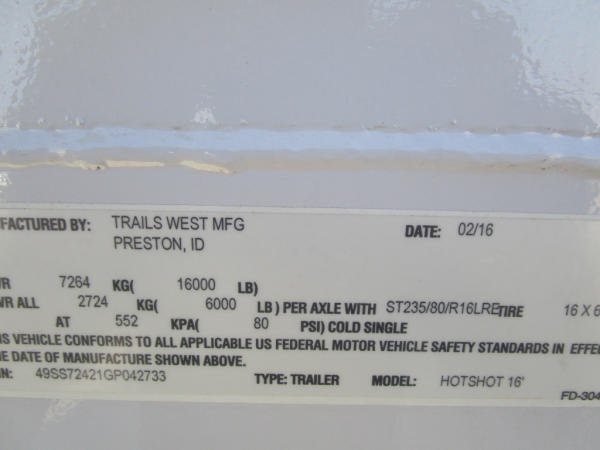 FACTURED BY: TRAILS WEST MFG DATE: 02/16
PRESTON, ID
VR 7264 KG( 16000 LB)
WR ALL 2724 KG( 6000 LB ) PER AXLE WITH ST235/80/R16LRE TIRE 16 X 6
AT 552 KPA( 80 PSI) COLD SINGLE
IS VEHICLE CONFORMS TO ALL APPLICABLE US FEDERAL MOTOR VEHICLE SAFETY STANDARDS IN EFFE
HE DATE OF MANUFACTURE SHOWN ABOVE.
IN: 49SS72421GP042733 TYPE: TRAILER MODEL: HOTSHOT 16'
FD-304